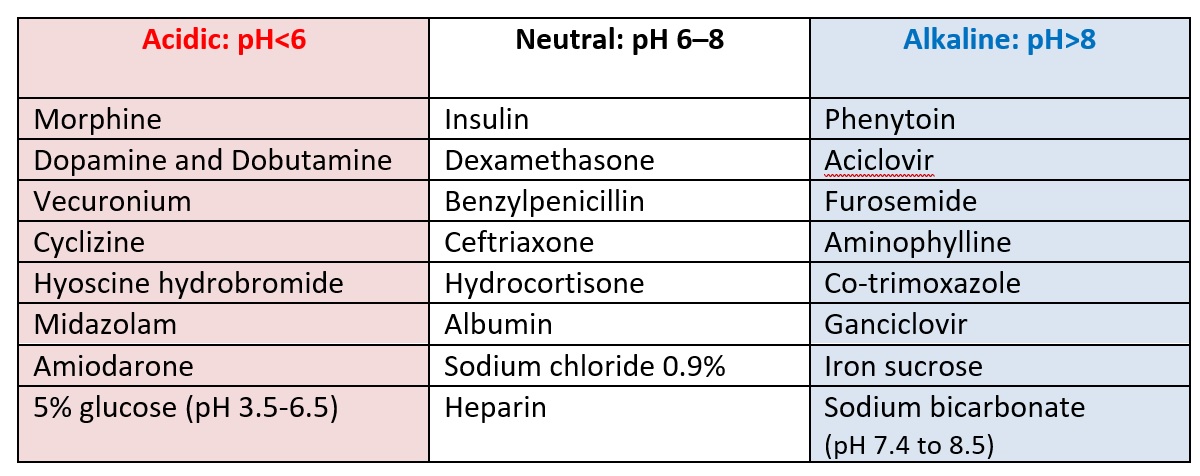 Acidic: pH<6 Neutral: pH 6–8 Alkaline: pH>8
Morphine Insulin Phenytoin
Dopamine and Dobutamine Dexamethasone Aciclovir
Vecuronium Benzylpenicillin Furosemide
Cyclizine Ceftriaxone Aminophylline
Hyoscine hydrobromide Hydrocortisone Co-trimoxazole
Midazolam Albumin Ganciclovir
Amiodarone Sodium chloride 0.9% Iron sucrose
5% glucose (pH 3.5-6.5) Heparin Sodium bicarbonate
(pH 7.4 to 8.5)